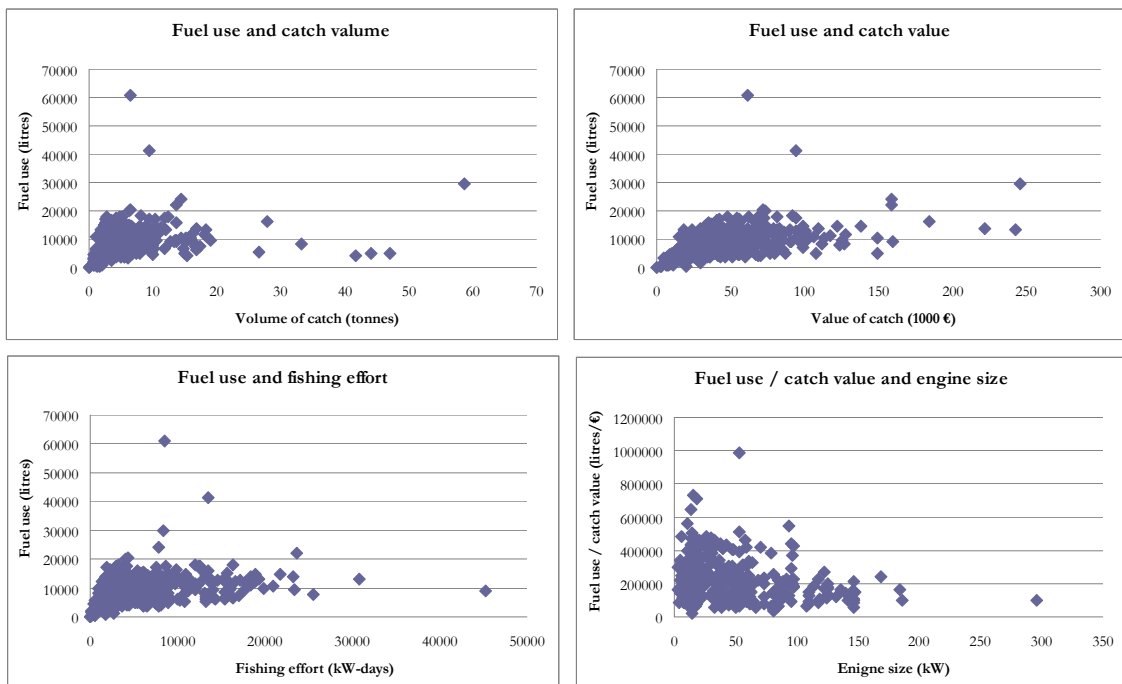 Fuel use and catch valume
Fuel use (litres)
70000
60000
50000
40000
30000
20000
10000
0
0 10 20 30 40 50 60 70
Volume of catch (tonnes)
Fuel use and catch value
Fuel use (litres)
70000
60000
50000
40000
30000
20000
10000
0
0 50 100 150 200 250 300
Value of catch (1000 €)
Fuel use and fishing effort
Fuel use (litres)
70000
60000
50000
40000
30000
20000
10000
0
0 10000 20000 30000 40000 50000
Fishing effort (kW-days)
Fuel use / catch value and engine size
Fuel use / catch value (litres/€)
1200000
1000000
800000
600000
400000
200000
0
0 50 100 150 200 250 300 350
Enigne size (kW)